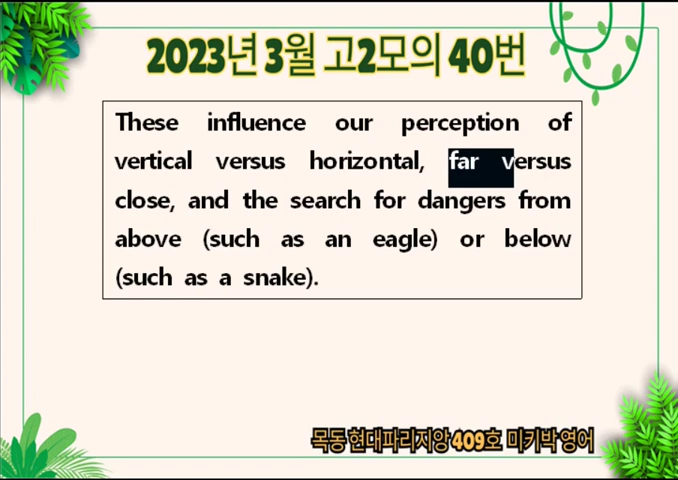 2023년 3월 고2모의 40번
These influence our perception of
vertical versus horizontal, far versus
close, and the search for dangers from
above (such as an eagle) or below
(such as a snake).
목동 현대파리지앙 409호 미키박 영어